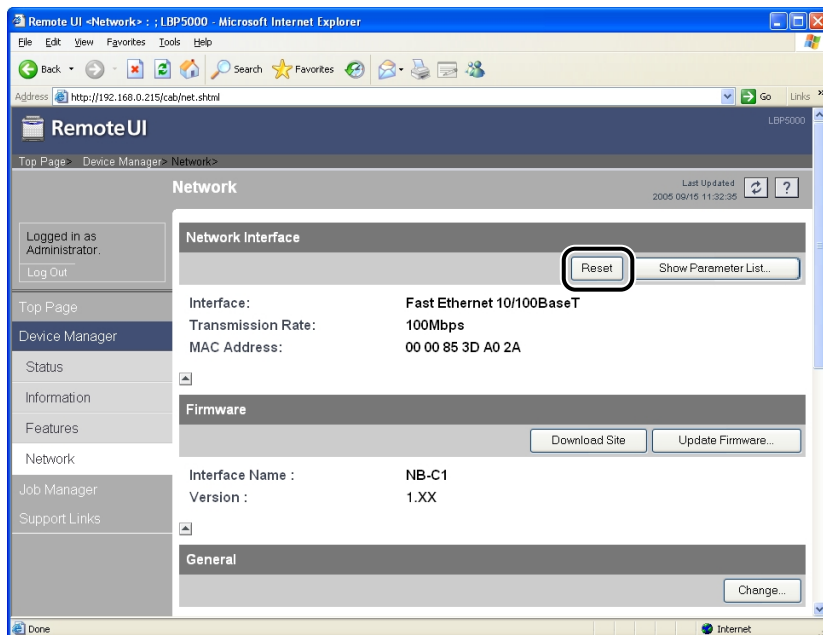 Remote UI <Network> : ; LBP5000 - Microsoft Internet Explorer
File Edit View Favorites Tools Help
Back Search Favorites
Address http://192.168.0.215/cab/net.shtml Go Links »
RemoteUI
LBP5000
Top Page> Device Manager> Network>
Network
Last Updated
2005 09/15 11:32:35
?
Logged in as
Administrator.
Log Out
Top Page
Device Manager
Status
Information
Features
Network
Job Manager
Support Links
Network Interface
Reset Show Parameter List...
Interface: Fast Ethernet 10/100BaseT
Transmission Rate: 100Mbps
MAC Address: 00 00 85 3D A0 2A
Firmware
Download Site Update Firmware...
Interface Name : NB-C1
Version : 1.XX
General
Change...
Done Internet